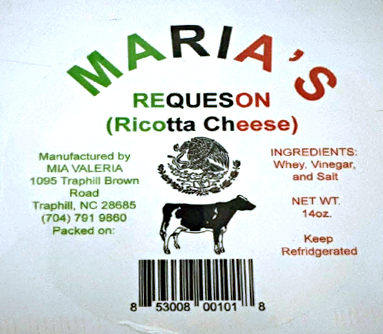 MARIA'S
REQUESON
(Ricotta Cheese)
Manufactured by
MIA VALERIA
1095 Traphill Brown
Road
Traphill, NC 28685
(704) 791 9860
Packed on:
INGREDIENTS:
Whey, Vinegar,
and Salt
NET WT.
14oz.
Keep
Refridgerated
8 53008 00101 8